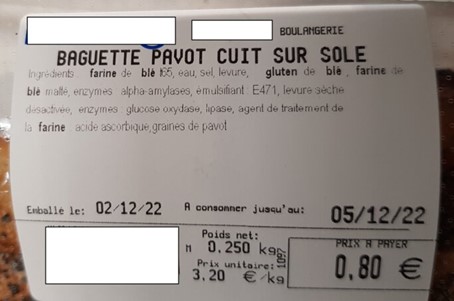 BOULANGERIE
BAGUETTE PAVOT CUIT SUR SOLE
Ingrédients : farine de blé t65, eau, sel, levure, gluten de blé, farine de
blé malté, enzymes : alpha-amylases, émulsifiant : E471, levure sèche
désactivée, enzymes : glucose oxydase, lipase, agent de traitement de
la farine : acide ascorbique,graines de pavot
Emballé le: 02/12/22 A consommer jusqu'au: 05/12/22
Poids net:
M 0.250 kg
Prix unitaire:
3.20 €/kg
PRIX A PAYER
0,80 €